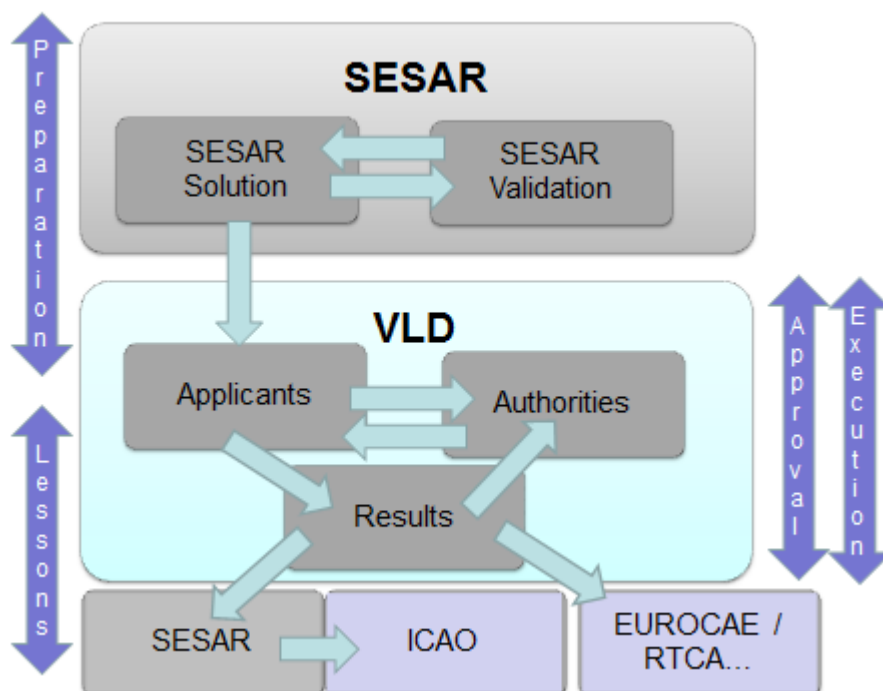 Preparation
SESAR
SESAR
Solution
SESAR
Validation
VLD
Applicants
Authorities
Results
Approval
Execution
Lessons
SESAR
ICAO
EUROCAE /
RTCA...